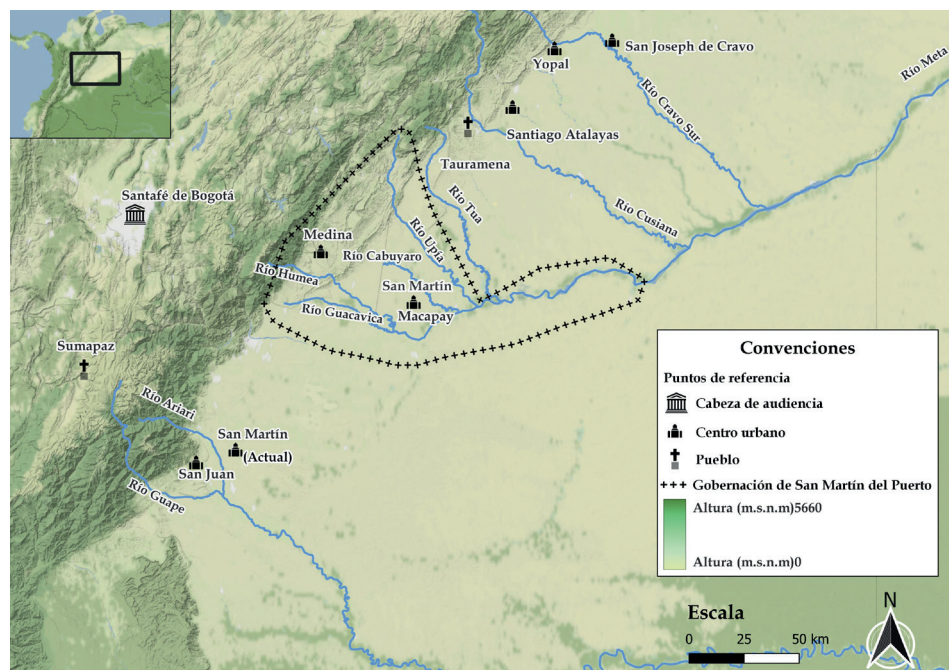 San Joseph de Cravo
Yopal
Río Meta
Río Cravo Sur
Santiago Atalayas
Tauramena
Santafé de Bogotá
Río Tua
Río Cusiana
Medina
Río Upía
Río Cabuyaro
Río Humea
San Martín
Macapay
Río Guacavica
Sumapaz
Río Ariari
San Martín
(Actual)
San Juan
Río Guape
Convenciones
Puntos de referencia
Cabeza de audiencia
Centro urbano
Pueblo
Gobernación de San Martín del Puerto
Altura (m.s.n.m)5660
Altura (m.s.n.m)0
Escala
N
0 25 50 km